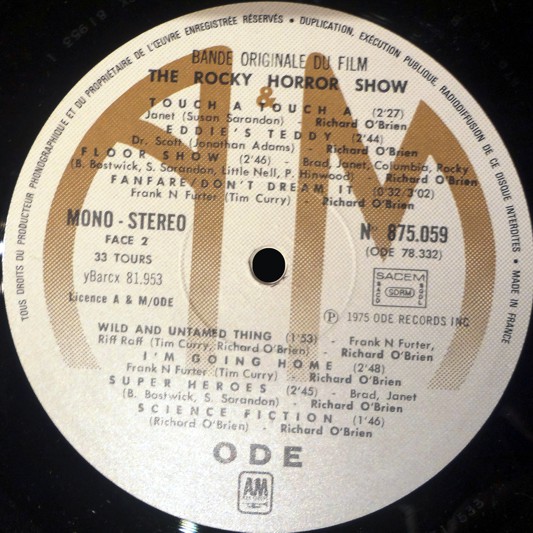 TOUS DROITS DU PRODUCTEUR PHONOGRAPHIQUE ET DU PROPRIÉTAIRE DE L'ŒUVRE ENREGISTRÉE RÉSERVÉS • DUPLICATION, EXÉCUTION PUBLIQUE, RADIODIFFUSION DE CE DISQUE INTERDITES • MADE IN FRANCE
BANDE ORIGINALE DU FILM
THE ROCKY HORROR SHOW
&
TOUCH A TOUCH A (2'27)
Janet (Susan Sarandon) - Richard O'Brien
EDDIE'S TEDDY (2'44)
Dr. Scott (Jonathan Adams) - Richard O'Brien
FLOOR SHOW (2'46) - Brad, Janet, Columbia, Rocky
(B. Bostwick, S. Sarandon, Little Nell, P. Hinwood) - Richard O'Brien
FANFARE/DON'T DREAM IT (0'32/3'02)
Frank N Furter (Tim Curry) - Richard O'Brien
MONO - STEREO
FACE 2
33 TOURS
yBarcx 81.953
Licence A & M/ODE
N° 875.059
(ODE 78.332)
SACEM
SACD SDRM SGDL
Ⓟ 1975 ODE RECORDS INC
WILD AND UNTAMED THING (1'53) - Frank N Furter,
Riff Raff (Tim Curry, Richard O'Brien) - Richard O'Brien
I'M GOING HOME (2'48)
Frank N Furter (Tim Curry) - Richard O'Brien
SUPER HEROES (2'45) - Brad, Janet
(B. Bostwick, S. Sarandon) - Richard O'Brien
SCIENCE FICTION (1'46)
(Richard O'Brien) - Richard O'Brien
ODE
AM